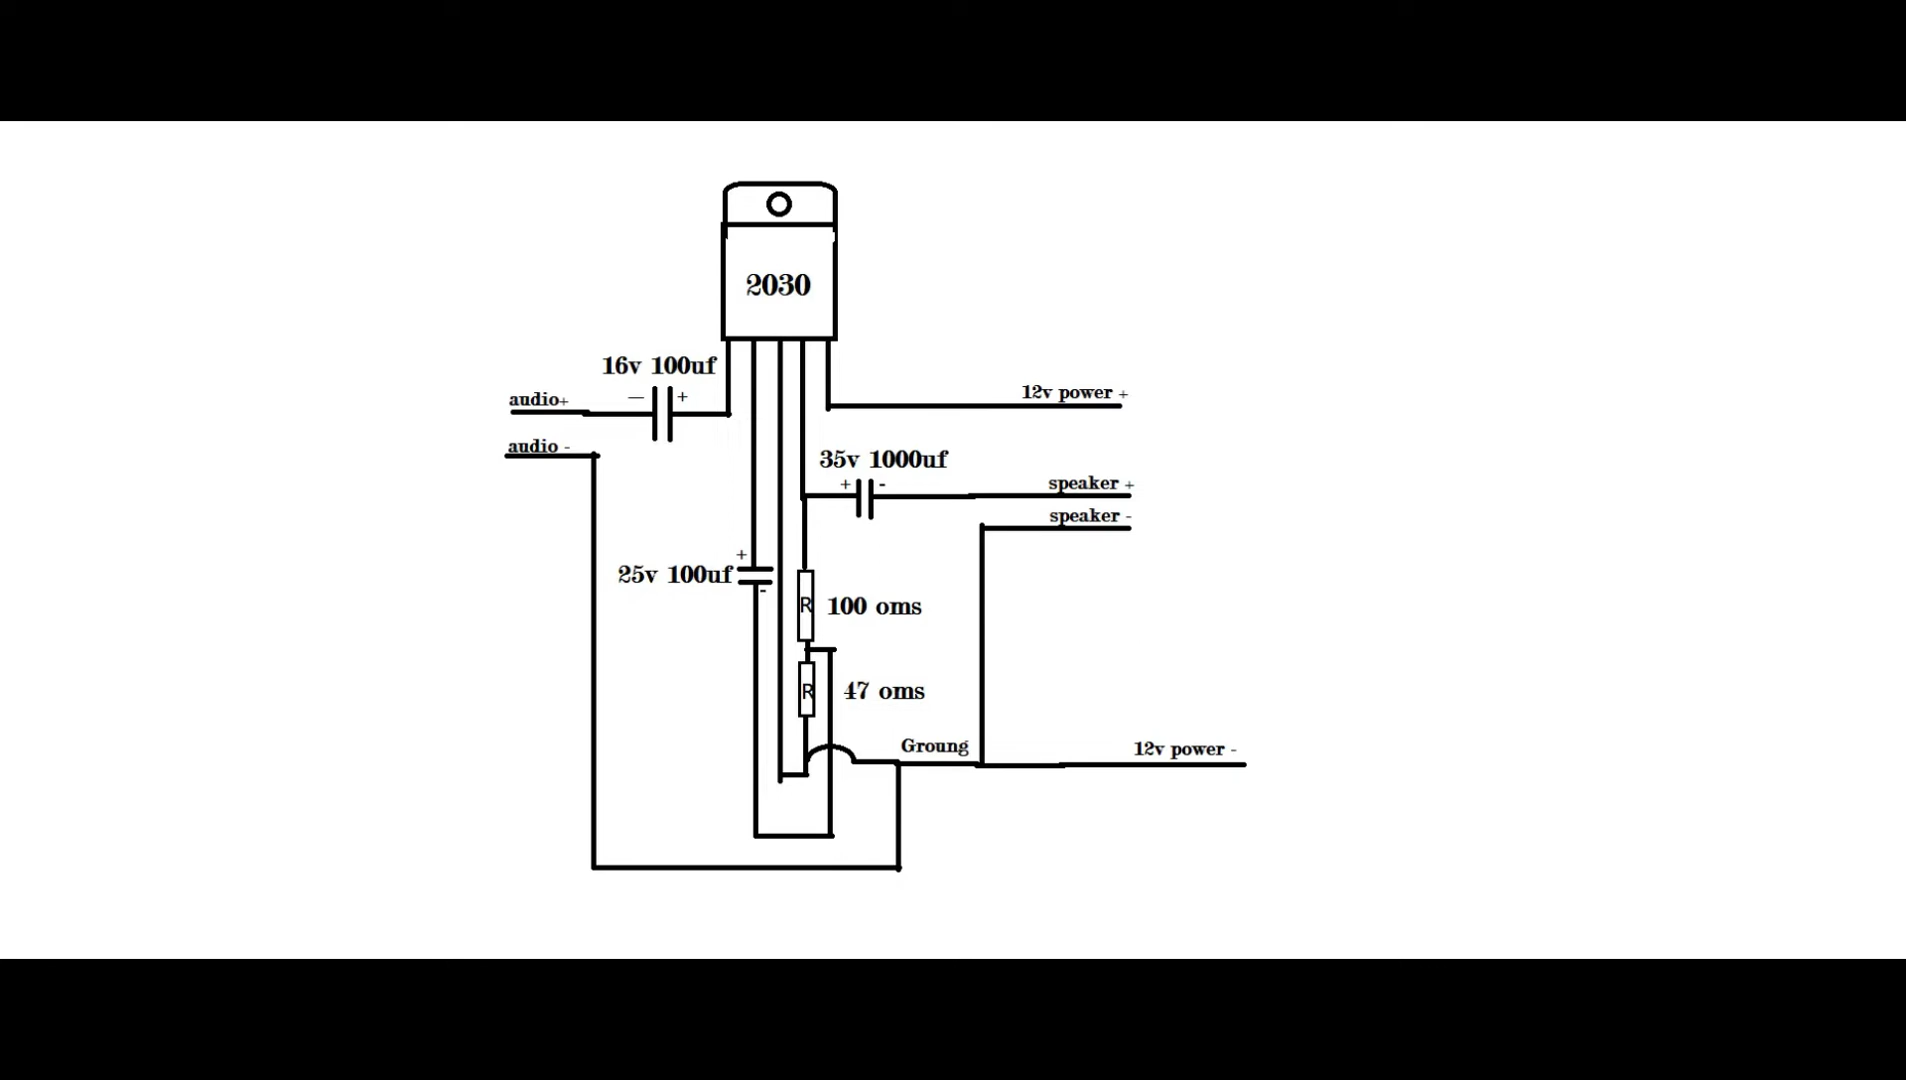 2030
16v 100uf
— +
audio+
12v power +
audio -
35v 1000uf
+ -
speaker +
speaker -
+
25v 100uf
-
R 100 oms
R 47 oms
Groung
12v power -